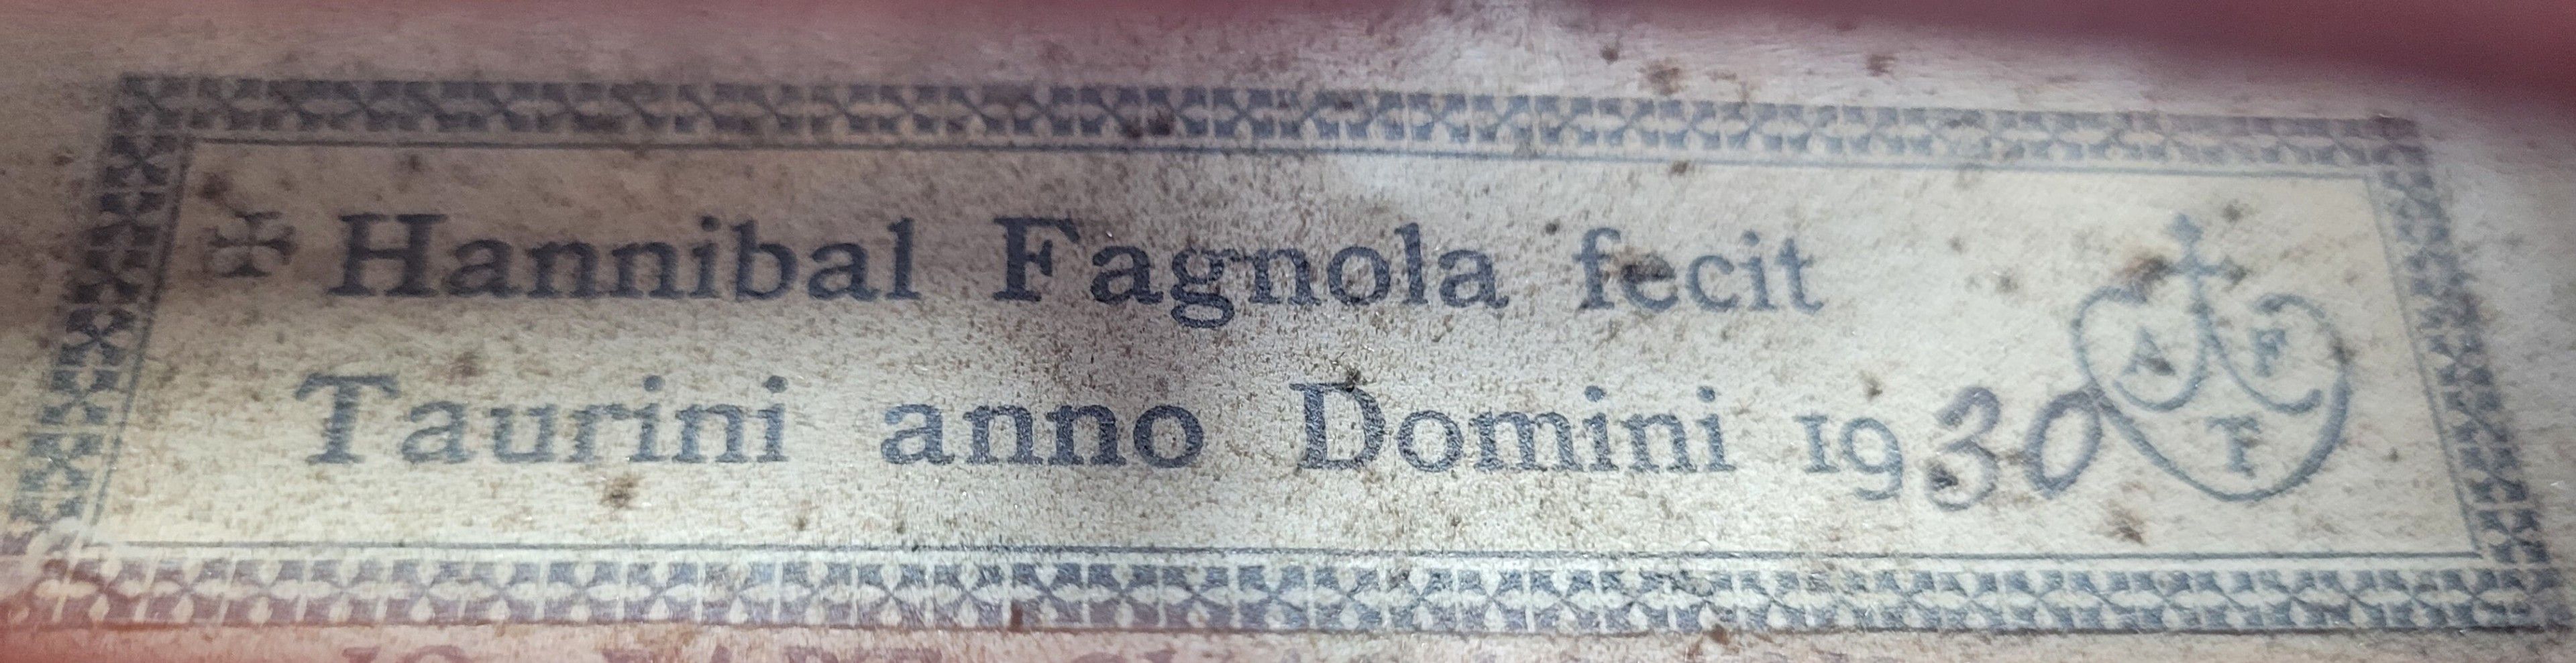 ✠ Hannibal Fagnola fecit
Taurini anno Domini 1930
A F
T